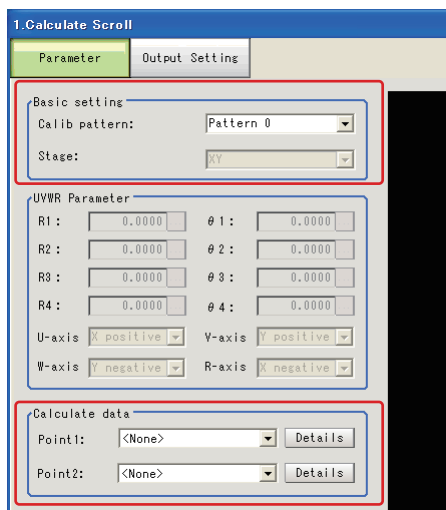 1.Calculate Scroll
Parameter Output Setting
Basic setting
Calib pattern: Pattern 0
Stage: XY
UVWR Parameter
R1: 0.0000 θ1: 0.0000
R2: 0.0000 θ2: 0.0000
R3: 0.0000 θ3: 0.0000
R4: 0.0000 θ4: 0.0000
U-axis X positive V-axis Y positive
W-axis Y negative R-axis X negative
Calculate data
Point1: <None> Details
Point2: <None> Details